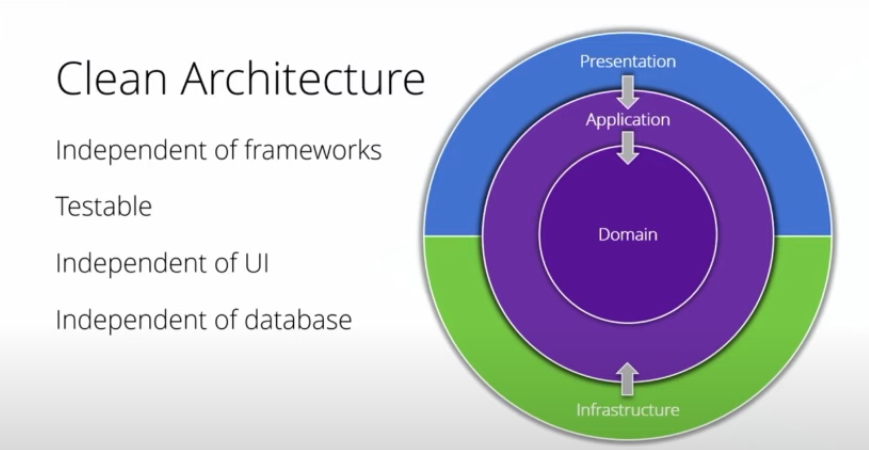 Clean Architecture
Independent of frameworks
Testable
Independent of UI
Independent of database
Presentation
Application
Domain
Infrastructure